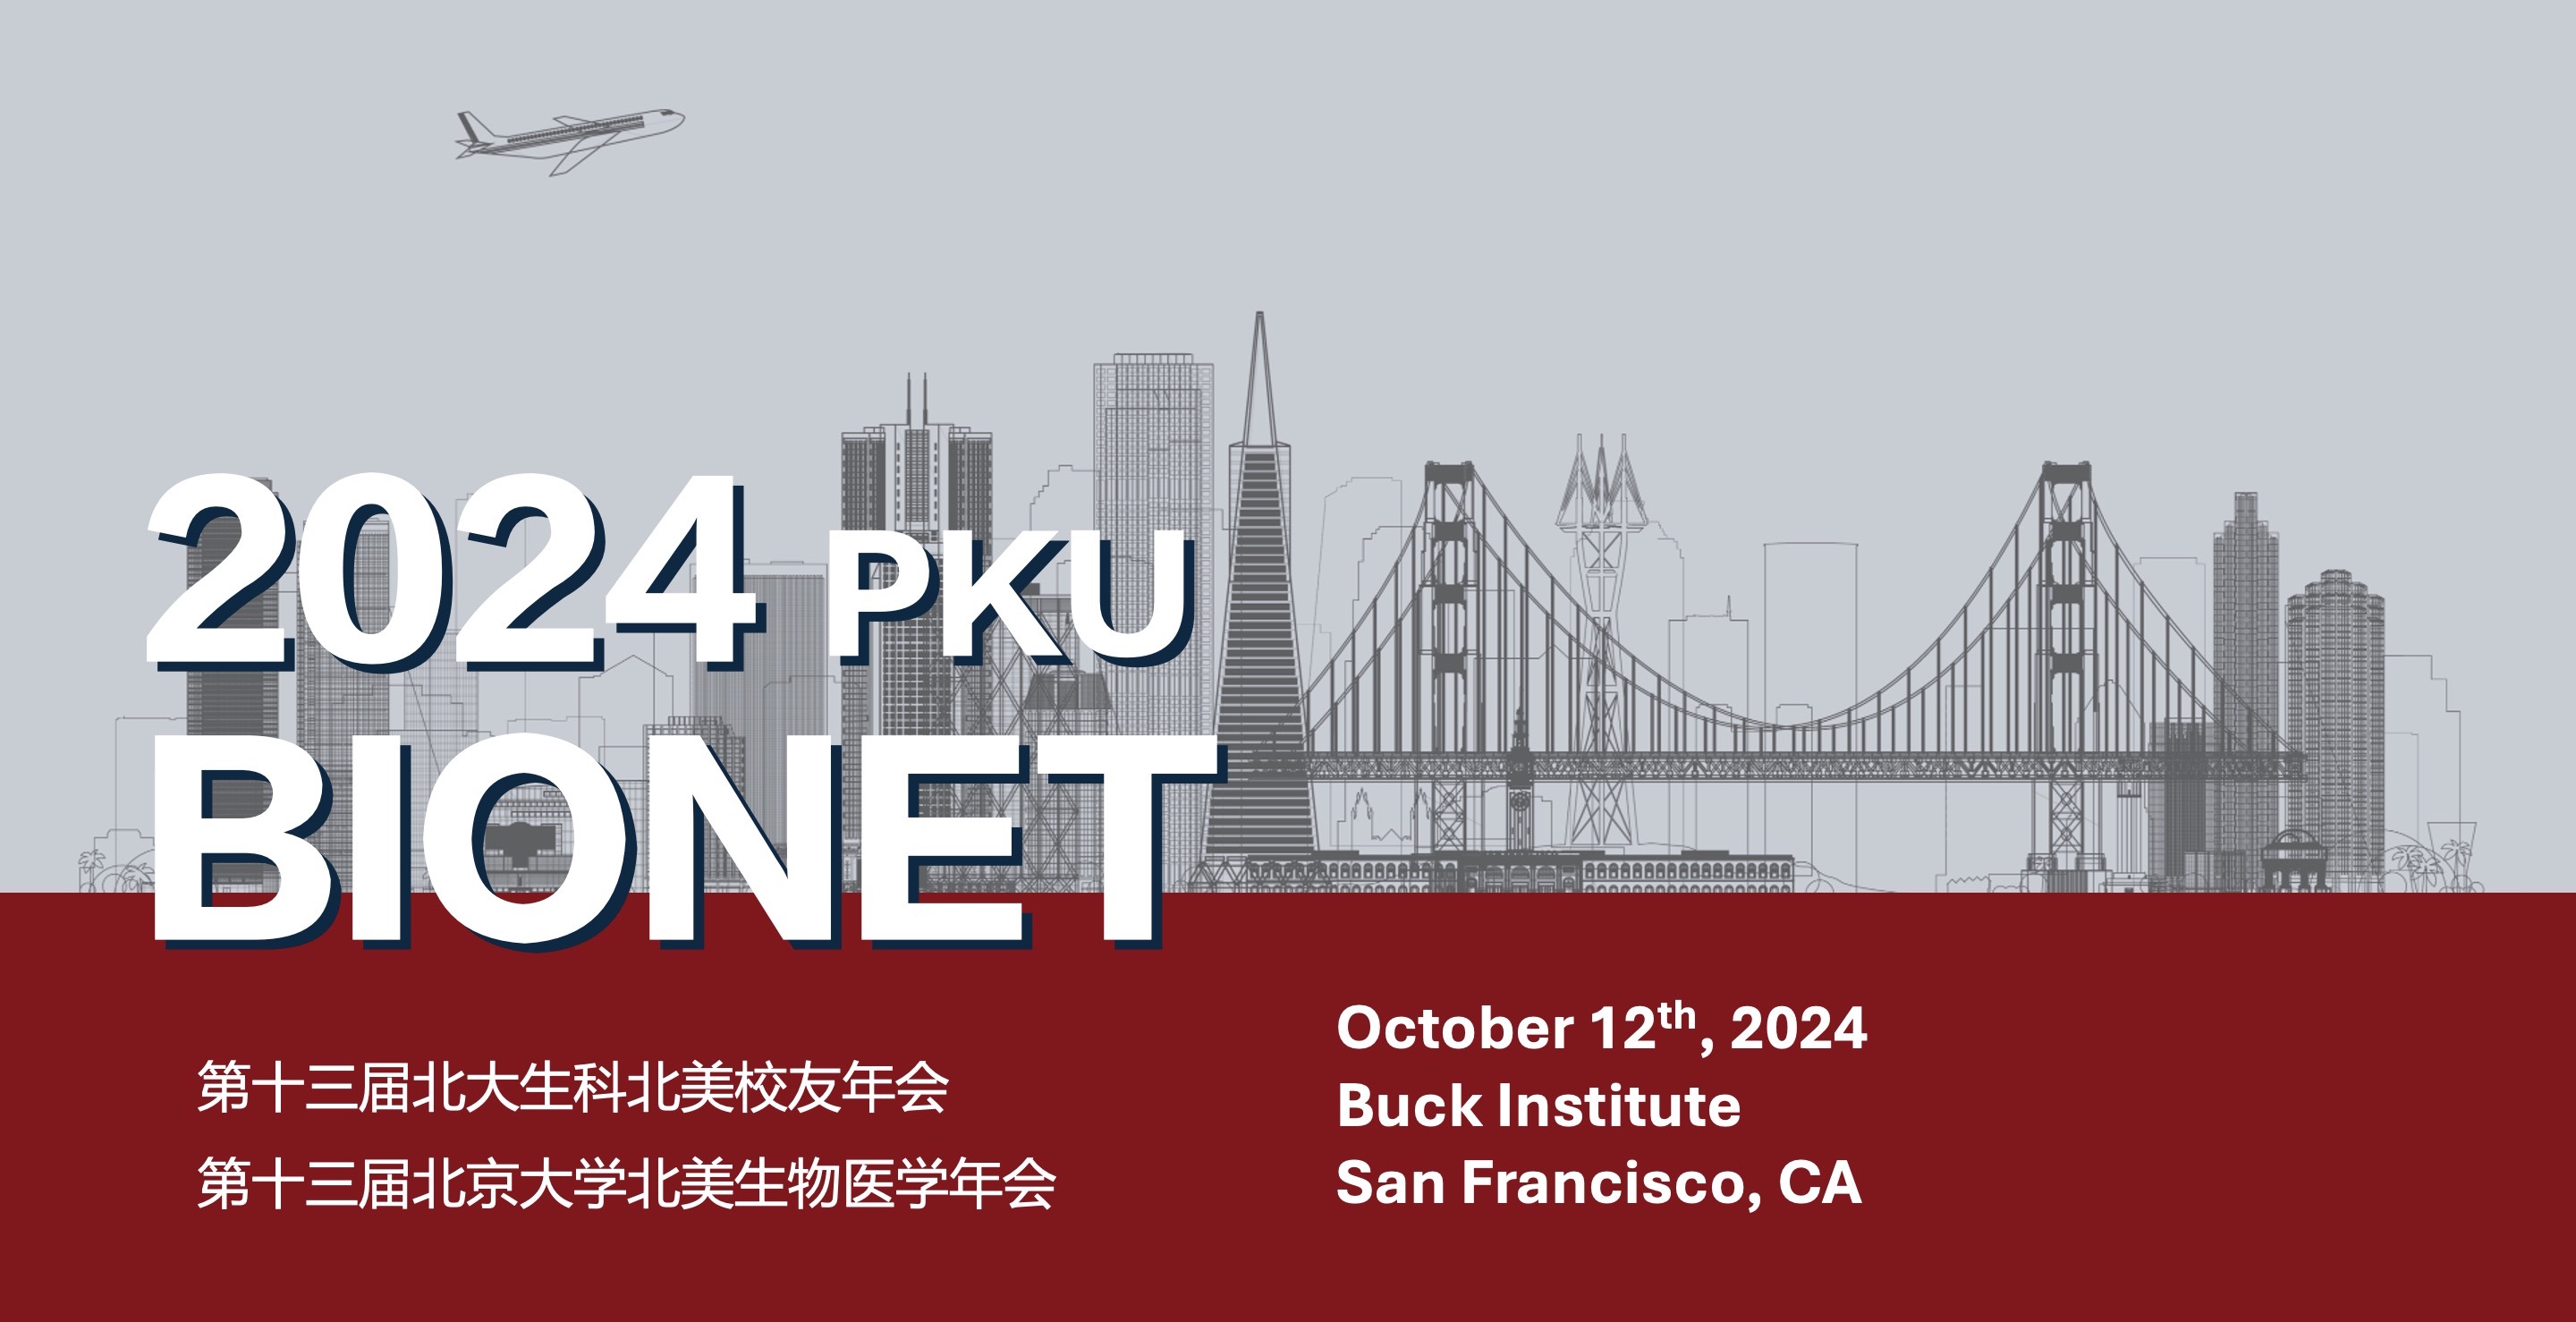 2024 PKU
BIONET
第十三届北大生科北美校友年会
第十三届北京大学北美生物医学年会
October 12th, 2024
Buck Institute
San Francisco, CA